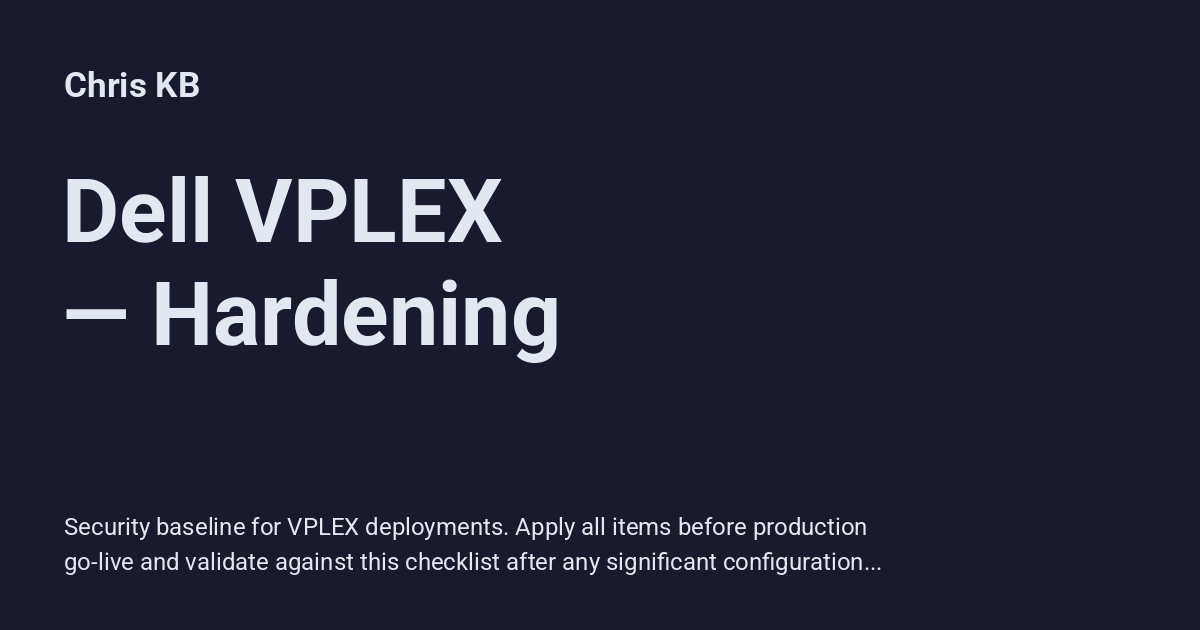 Chris KB
Dell VPLEX
— Hardening
Security baseline for VPLEX deployments. Apply all items before production
go-live and validate against this checklist after any significant configuration...